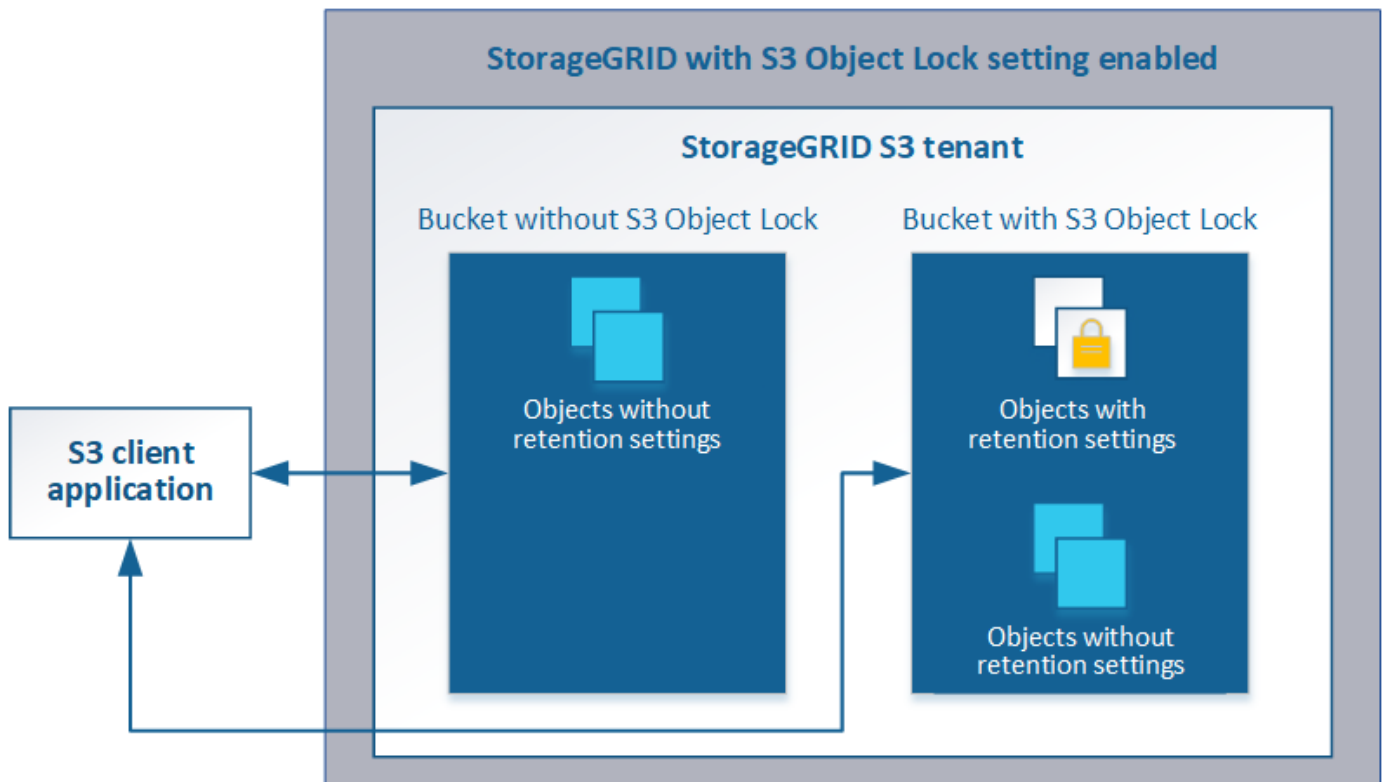 StorageGRID with S3 Object Lock setting enabled
StorageGRID S3 tenant
Bucket without S3 Object Lock
Bucket with S3 Object Lock
Objects without
retention settings
Objects with
retention settings
S3 client
application
Objects without
retention settings